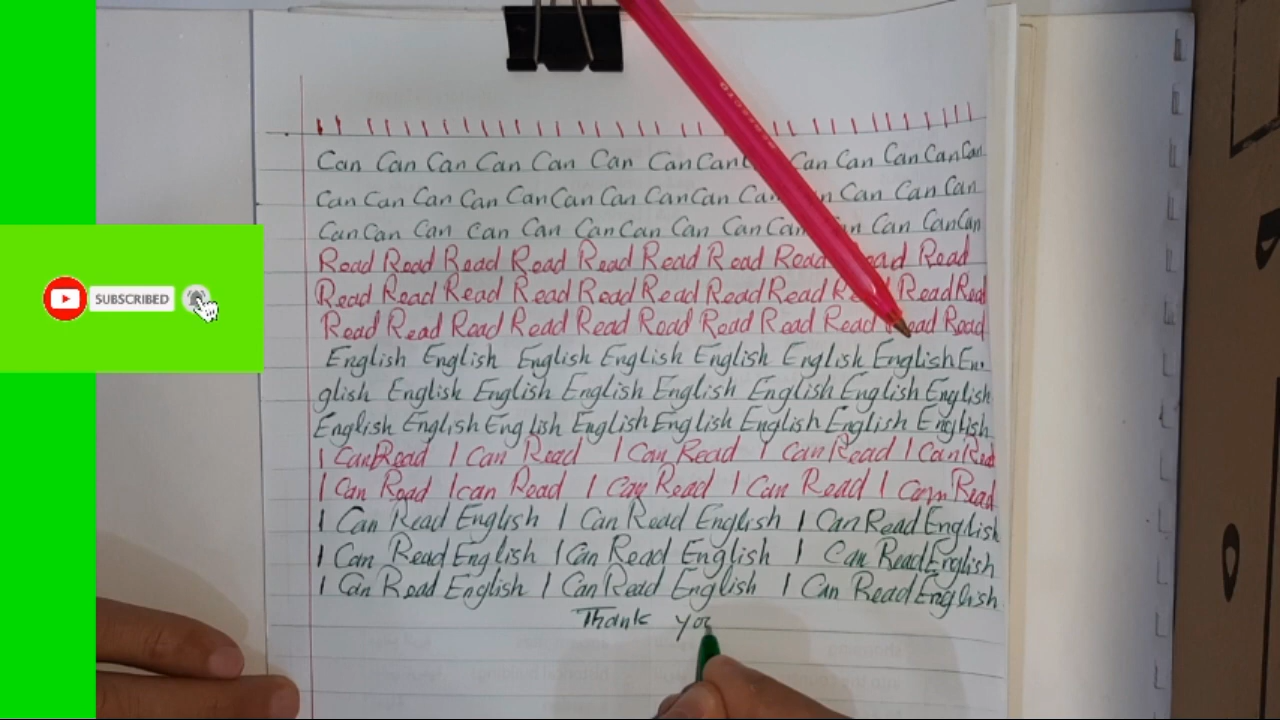 Can Can Can Can Can Can Can Can Can Can Can Can Can
Can Can Can Can Can Can Can Can Can Can Can Can
Can Can Can Can Can Can Can Can Can Can Can Can Can
Read Read Read Read Read Read Read Read Read
Read Read Read Read Read Read Read Read Read Read
Read Read Read Read Read Read Read Read Read Read Read
English English English English English English English En.
glish English English English English English English English
English English English English English English English English
I Can Read I Can Read I Can Read I Can Read I Can Read
I Can Read I can Read I Can Read I Can Read I Can Read
SUBSCRIBED
I Can Read English I Can Read English I Can Read English
I Can Read English I Can Read English I Can Read English
I Can Read English I Can Read English I Can Read English
Thank you